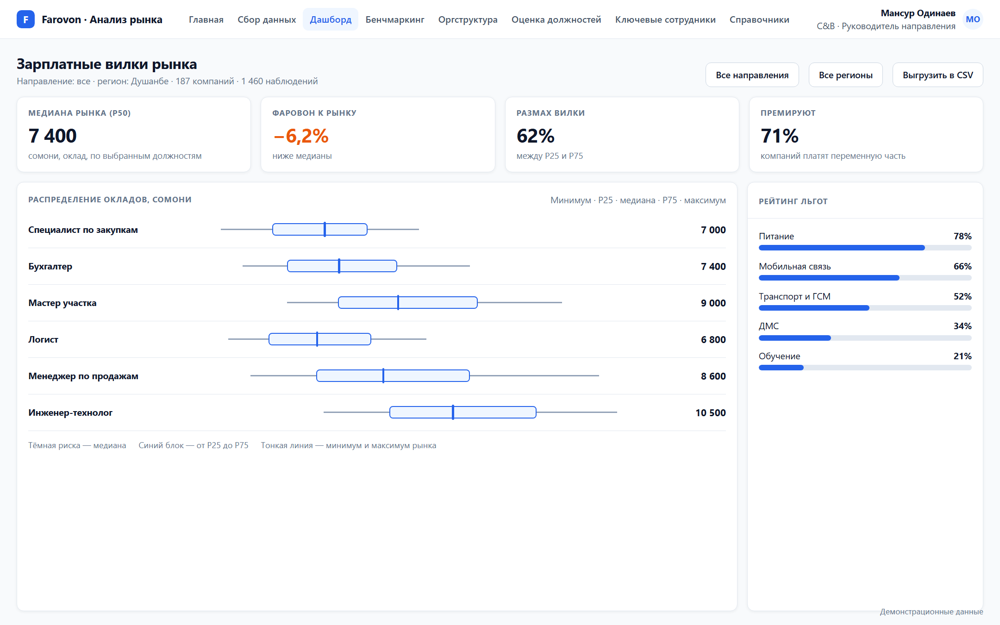 F Farovon · Анализ рынка Главная Сбор данных Дашборд Бенчмаркинг Оргструктура Оценка должностей Ключевые сотрудники Справочники
Мансур Одинаев
C&B · Руководитель направления
МО
Зарплатные вилки рынка
Направление: все · регион: Душанбе · 187 компаний · 1 460 наблюдений
Все направления Все регионы Выгрузить в CSV
МЕДИАНА РЫНКА (P50)
7 400
сомони, оклад, по выбранным должностям
ФАРОВОН К РЫНКУ
−6,2%
ниже медианы
РАЗМАХ ВИЛКИ
62%
между P25 и P75
ПРЕМИРУЮТ
71%
компаний платят переменную часть
РАСПРЕДЕЛЕНИЕ ОКЛАДОВ, СОМОНИ
Минимум · P25 · медиана · P75 · максимум
Специалист по закупкам 7 000
Бухгалтер 7 400
Мастер участка 9 000
Логист 6 800
Менеджер по продажам 8 600
Инженер-технолог 10 500
Тёмная риска — медиана Синий блок — от P25 до P75 Тонкая линия — минимум и максимум рынка
РЕЙТИНГ ЛЬГОТ
Питание 78%
Мобильная связь 66%
Транспорт и ГСМ 52%
ДМС 34%
Обучение 21%
Демонстрационные данные